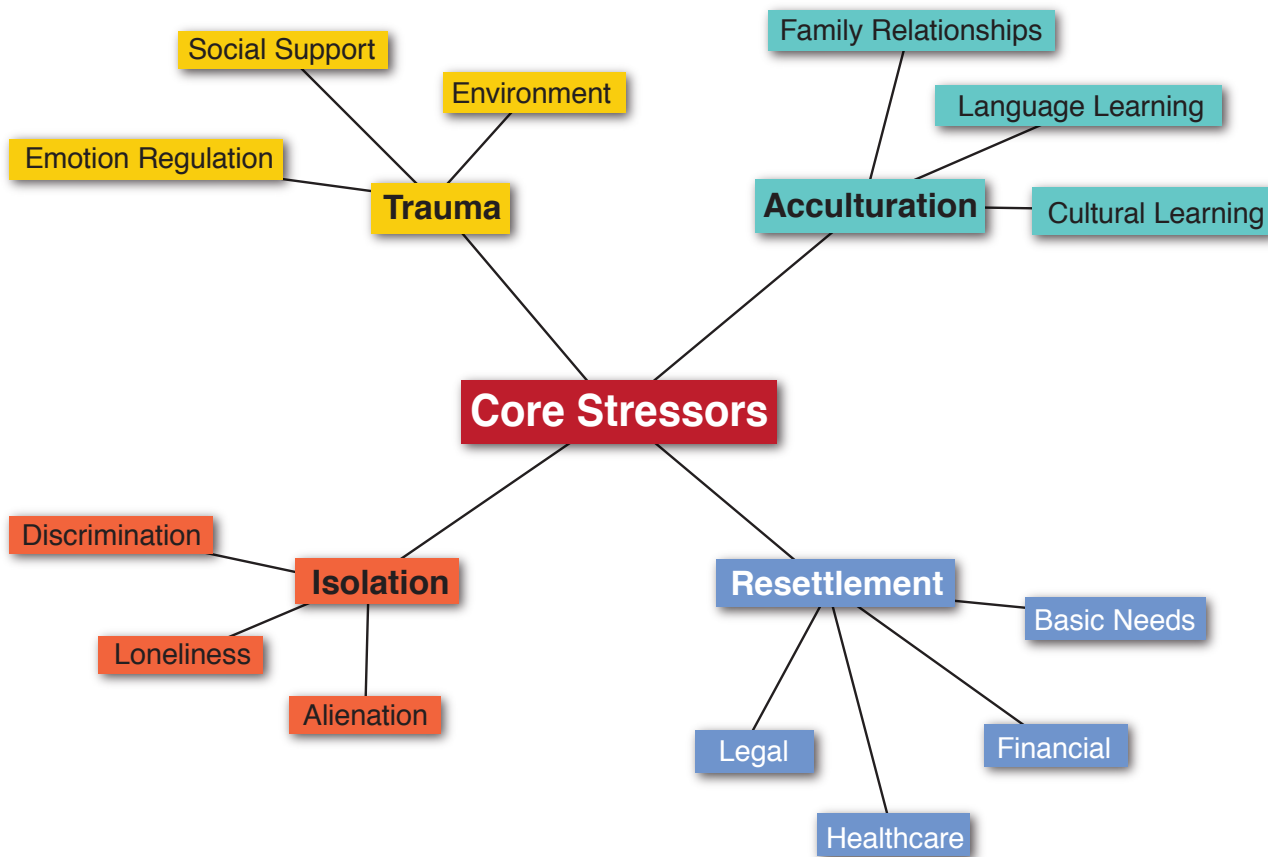 Social Support
Environment
Emotion Regulation
Trauma
Family Relationships
Language Learning
Acculturation
Cultural Learning
Core Stressors
Discrimination
Isolation
Loneliness
Alienation
Resettlement
Basic Needs
Legal
Financial
Healthcare